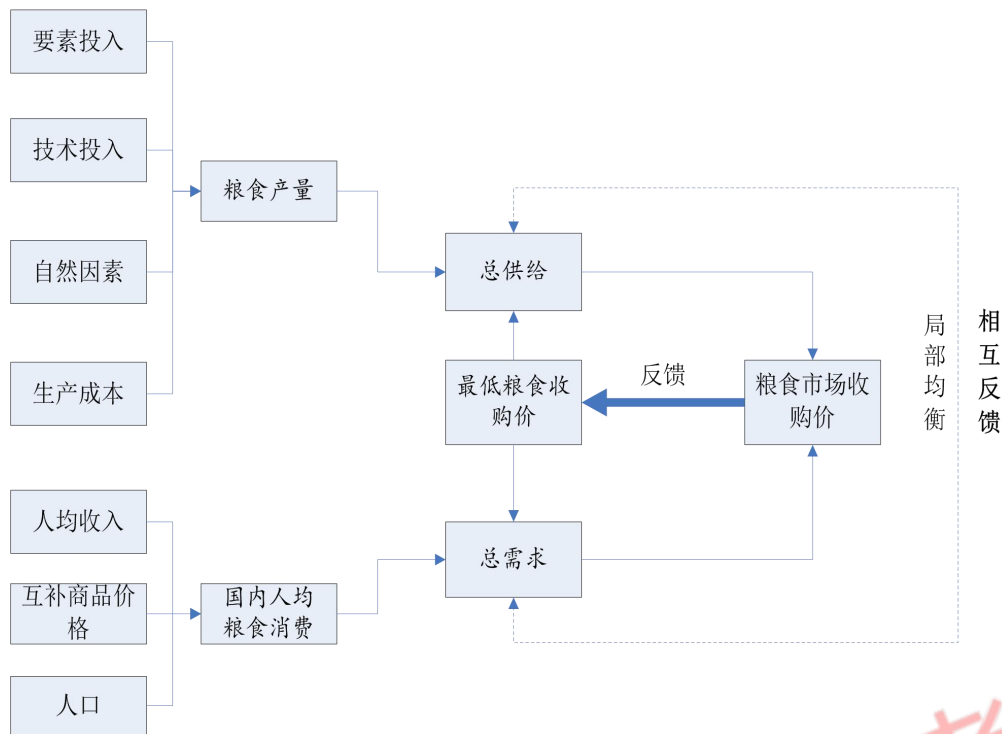 要素投入
技术投入
粮食产量
自然因素
总供给
生产成本
最低粮食收
购价
反馈
粮食市场收
购价
局
部
均
衡
相
互
反
馈
人均收入
互补商品价
格
国内人均
粮食消费
总需求
人口